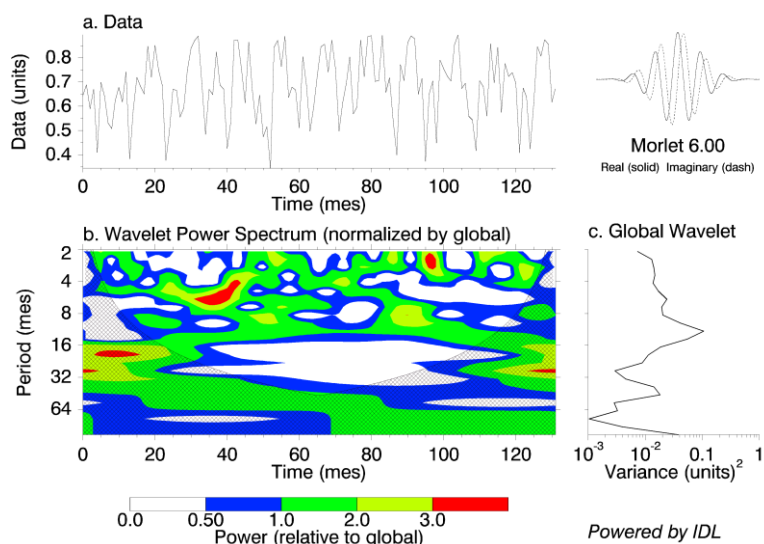 a. Data
Data (units)
0.8
0.7
0.6
0.5
0.4
0 20 40 60 80 100 120
Time (mes)
Morlet 6.00
Real (solid) Imaginary (dash)
b. Wavelet Power Spectrum (normalized by global)
Period (mes)
2
4
8
16
32
64
0 20 40 60 80 100 120
Time (mes)
c. Global Wavelet
10-3 10-2 0.1 1
Variance (units)2
0.0 0.50 1.0 2.0 3.0
Power (relative to global)
Powered by IDL